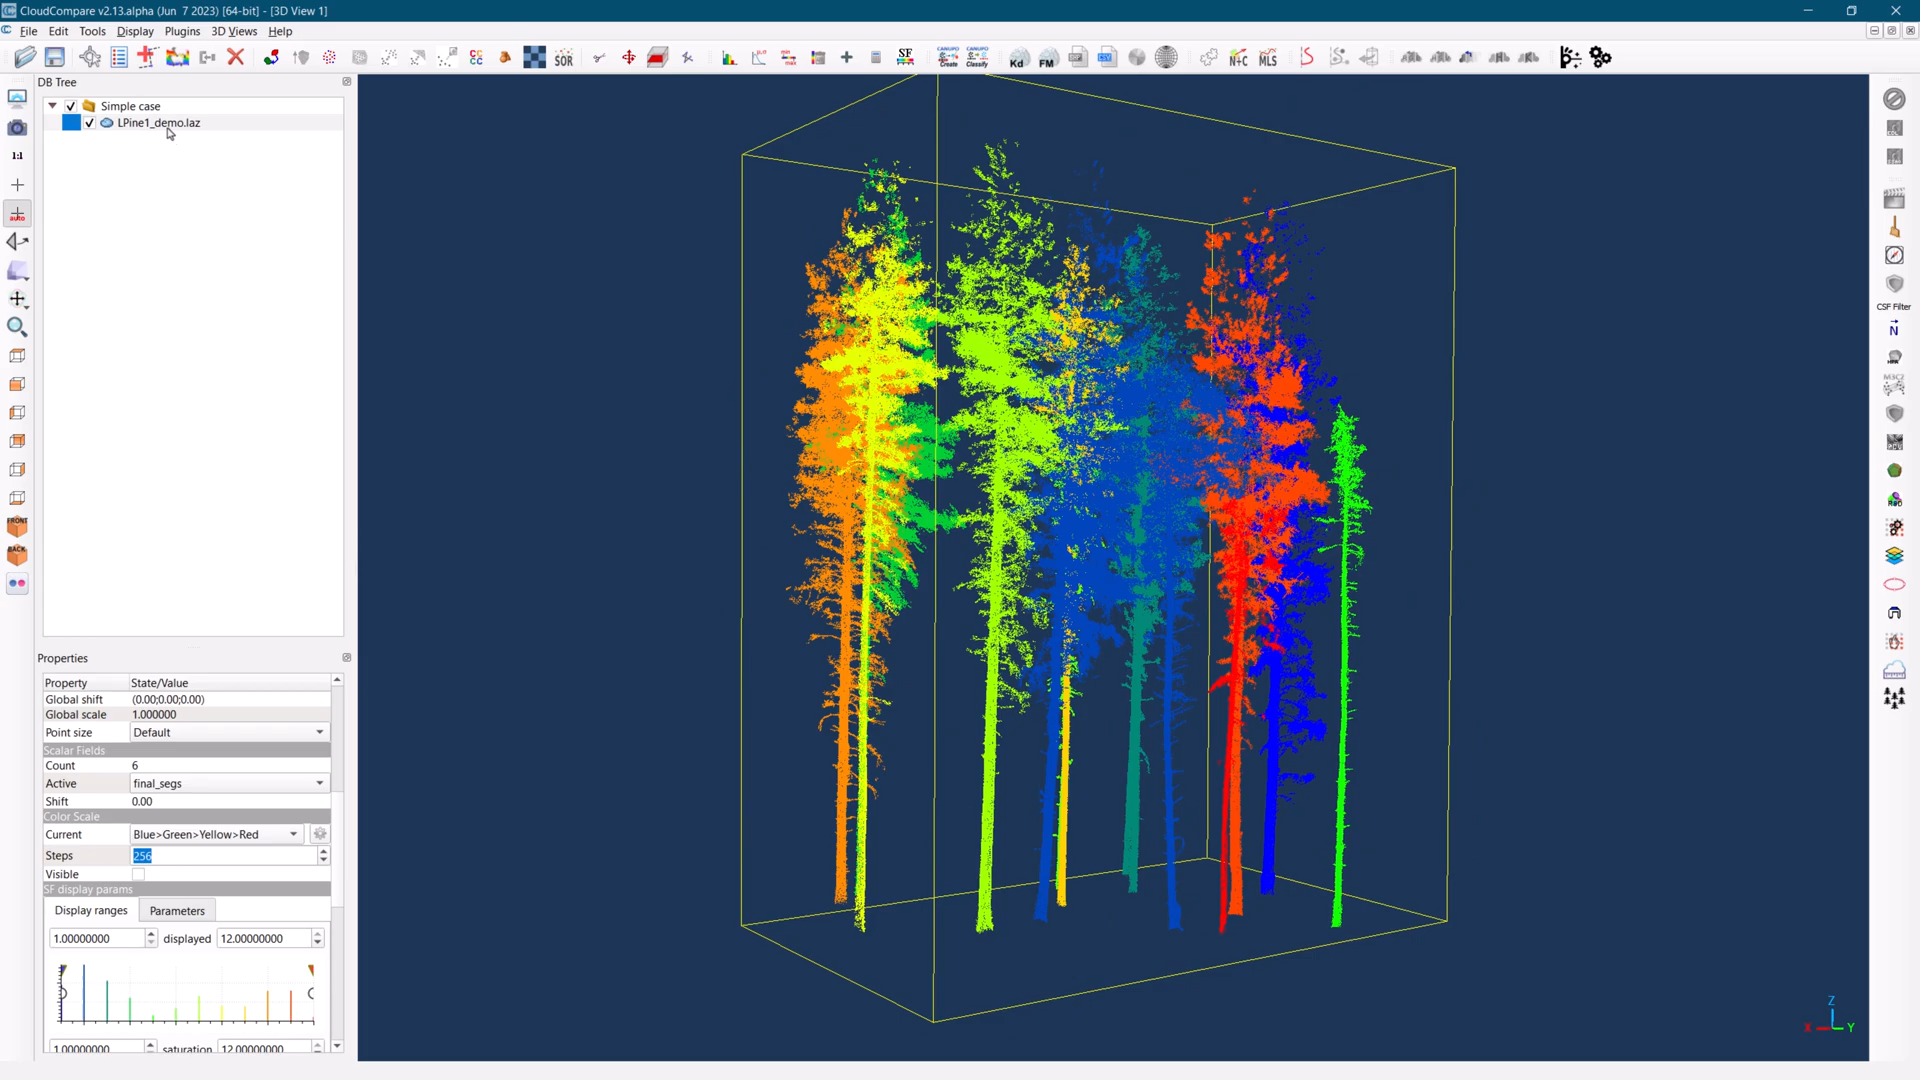 CloudCompare v2.13.alpha (Jun 7 2023) [64-bit] - [3D View 1]
File Edit Tools Display Plugins 3D Views Help
SOR SF CANUPO Create CANUPO Classify Kd FM CSV N+C MLS
DB Tree
Simple case
LPine1_demo.laz
1:1
auto
FRONT
BACK
CSF Filter
N
M3C2
Properties
Property State/Value
Global shift (0.00;0.00;0.00)
Global scale 1.000000
Point size Default
Scalar Fields
Count 6
Active final_segs
Shift 0.00
Color Scale
Current Blue>Green>Yellow>Red
Steps 256
Visible
SF display params
Display ranges Parameters
1.00000000 displayed 12.00000000
1.00000000 saturation 12.00000000
Z
X Y